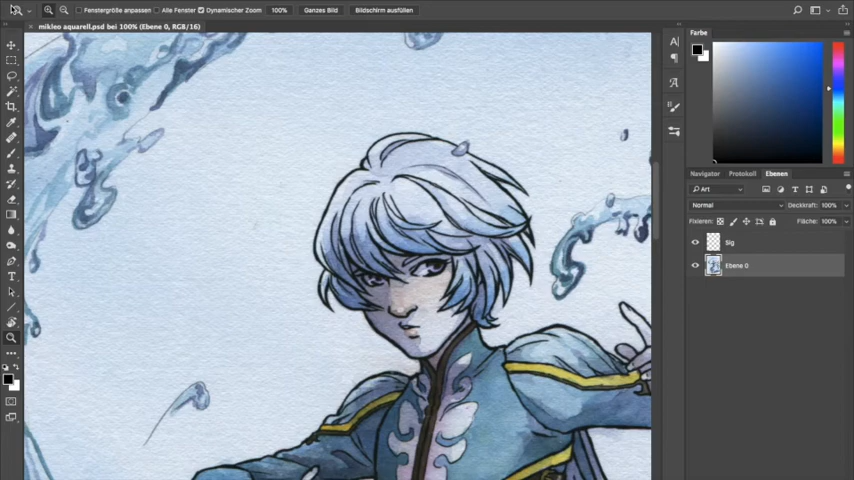 Fenstergröße anpassen Alle Fenster Dynamischer Zoom 100% Ganzes Bild Bildschirm ausfüllen
mikleo aquarell.psd bei 100% (Ebene 0, RGB/16)
Farbe
Navigator Protokoll Ebenen
Art
Normal Deckkraft: 100%
Fixieren: Fläche: 100%
Sig
Ebene 0